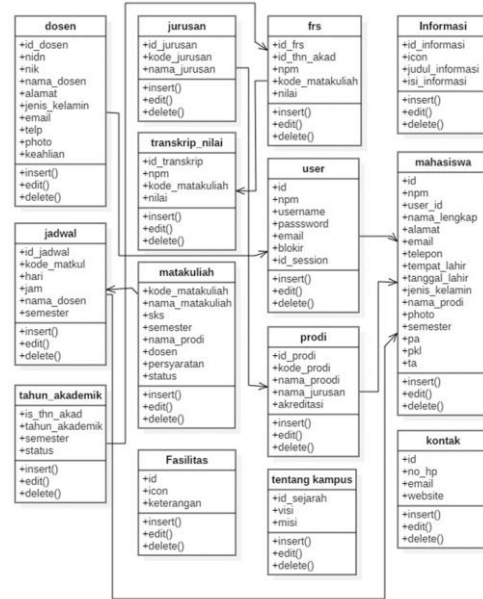 dosen
+id_dosen
+nidn
+nik
+nama_dosen
+alamat
+jenis_kelamin
+email
+telp
+photo
+keahlian
+insert()
+edit()
+delete()
jadwal
+id_jadwal
+kode_matkul
+hari
+jam
+nama_dosen
+semester
+insert()
+edit()
+delete()
tahun_akademik
+is_thn_akad
+tahun_akademik
+semester
+status
+insert()
+edit()
+delete()
jurusan
+id_jurusan
+kode_jurusan
+nama_jurusan
+insert()
+edit()
+delete()
transkrip_nilai
+id_transkrip
+npm
+kode_matakuliah
+nilai
+insert()
+edit()
+delete()
matakuliah
+kode_matakuliah
+nama_matakuliah
+sks
+semester
+nama_prodi
+dosen
+persyaratan
+status
+insert()
+edit()
+delete()
Fasilitas
+id
+icon
+keterangan
+insert()
+edit()
+delete()
frs
+id_frs
+id_thn_akad
+npm
+kode_matakuliah
+nilai
+insert()
+edit()
+delete()
user
+id
+npm
+username
+passsword
+email
+blokir
+id_session
+insert()
+edit()
+delete()
prodi
+id_prodi
+kode_prodi
+nama_proodi
+nama_jurusan
+akreditasi
+insert()
+edit()
+delete()
tentang kampus
+id_sejarah
+visi
+misi
+insert()
+edit()
+delete()
Informasi
+id_informasi
+icon
+judul_informasi
+isi_informasi
+insert()
+edit()
+delete()
mahasiswa
+id
+npm
+user_id
+nama_lengkap
+alamat
+email
+telepon
+tempat_lahir
+tanggal_lahir
+jenis_kelamin
+nama_prodi
+photo
+semester
+pa
+pkl
+ta
+insert()
+edit()
+delete()
kontak
+id
+no_hp
+email
+website
+insert()
+edit()
+delete()